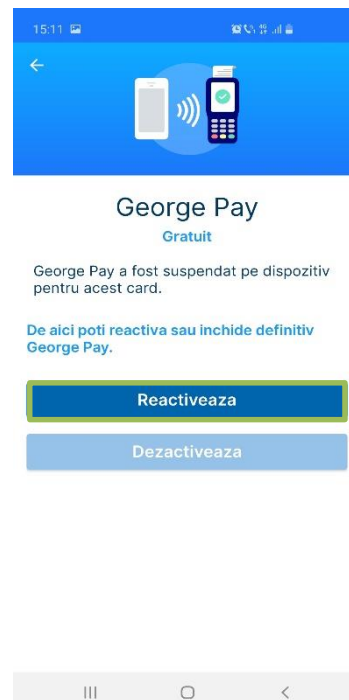 15:11
George Pay
Gratuit
George Pay a fost suspendat pe dispozitiv
pentru acest card.
De aici poti reactiva sau inchide definitiv
George Pay.
Reactiveaza
Dezactiveaza